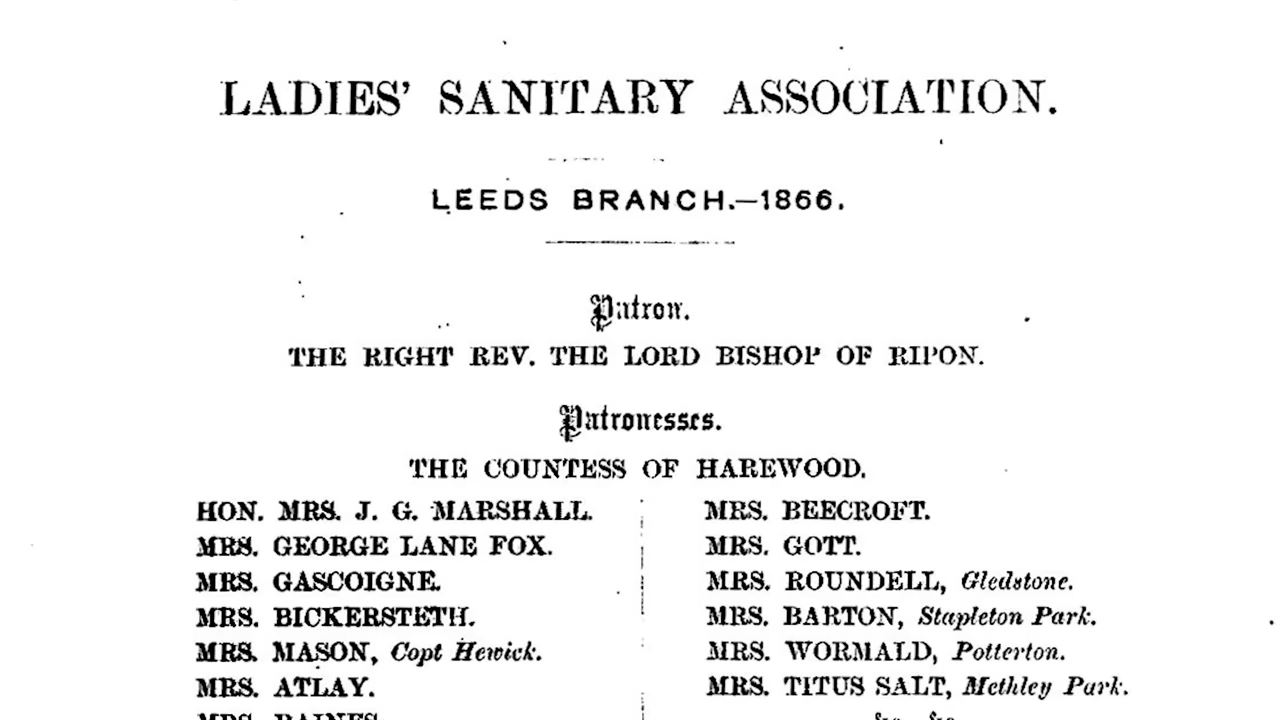 LADIES' SANITARY ASSOCIATION.
LEEDS BRANCH.—1866.
Patron.
THE RIGHT REV. THE LORD BISHOP OF RIPON.
Patronesses.
THE COUNTESS OF HAREWOOD.
HON. MRS. J. G. MARSHALL.
MRS. GEORGE LANE FOX.
MRS. GASCOIGNE.
MRS. BICKERSTETH.
MRS. MASON, Copt Hewick.
MRS. ATLAY.
MRS. BAINES
MRS. BEECROFT.
MRS. GOTT.
MRS. ROUNDELL, Gledstone.
MRS. BARTON, Stapleton Park.
MRS. WORMALD, Potterton.
MRS. TITUS SALT, Methley Park.
&c. &c.